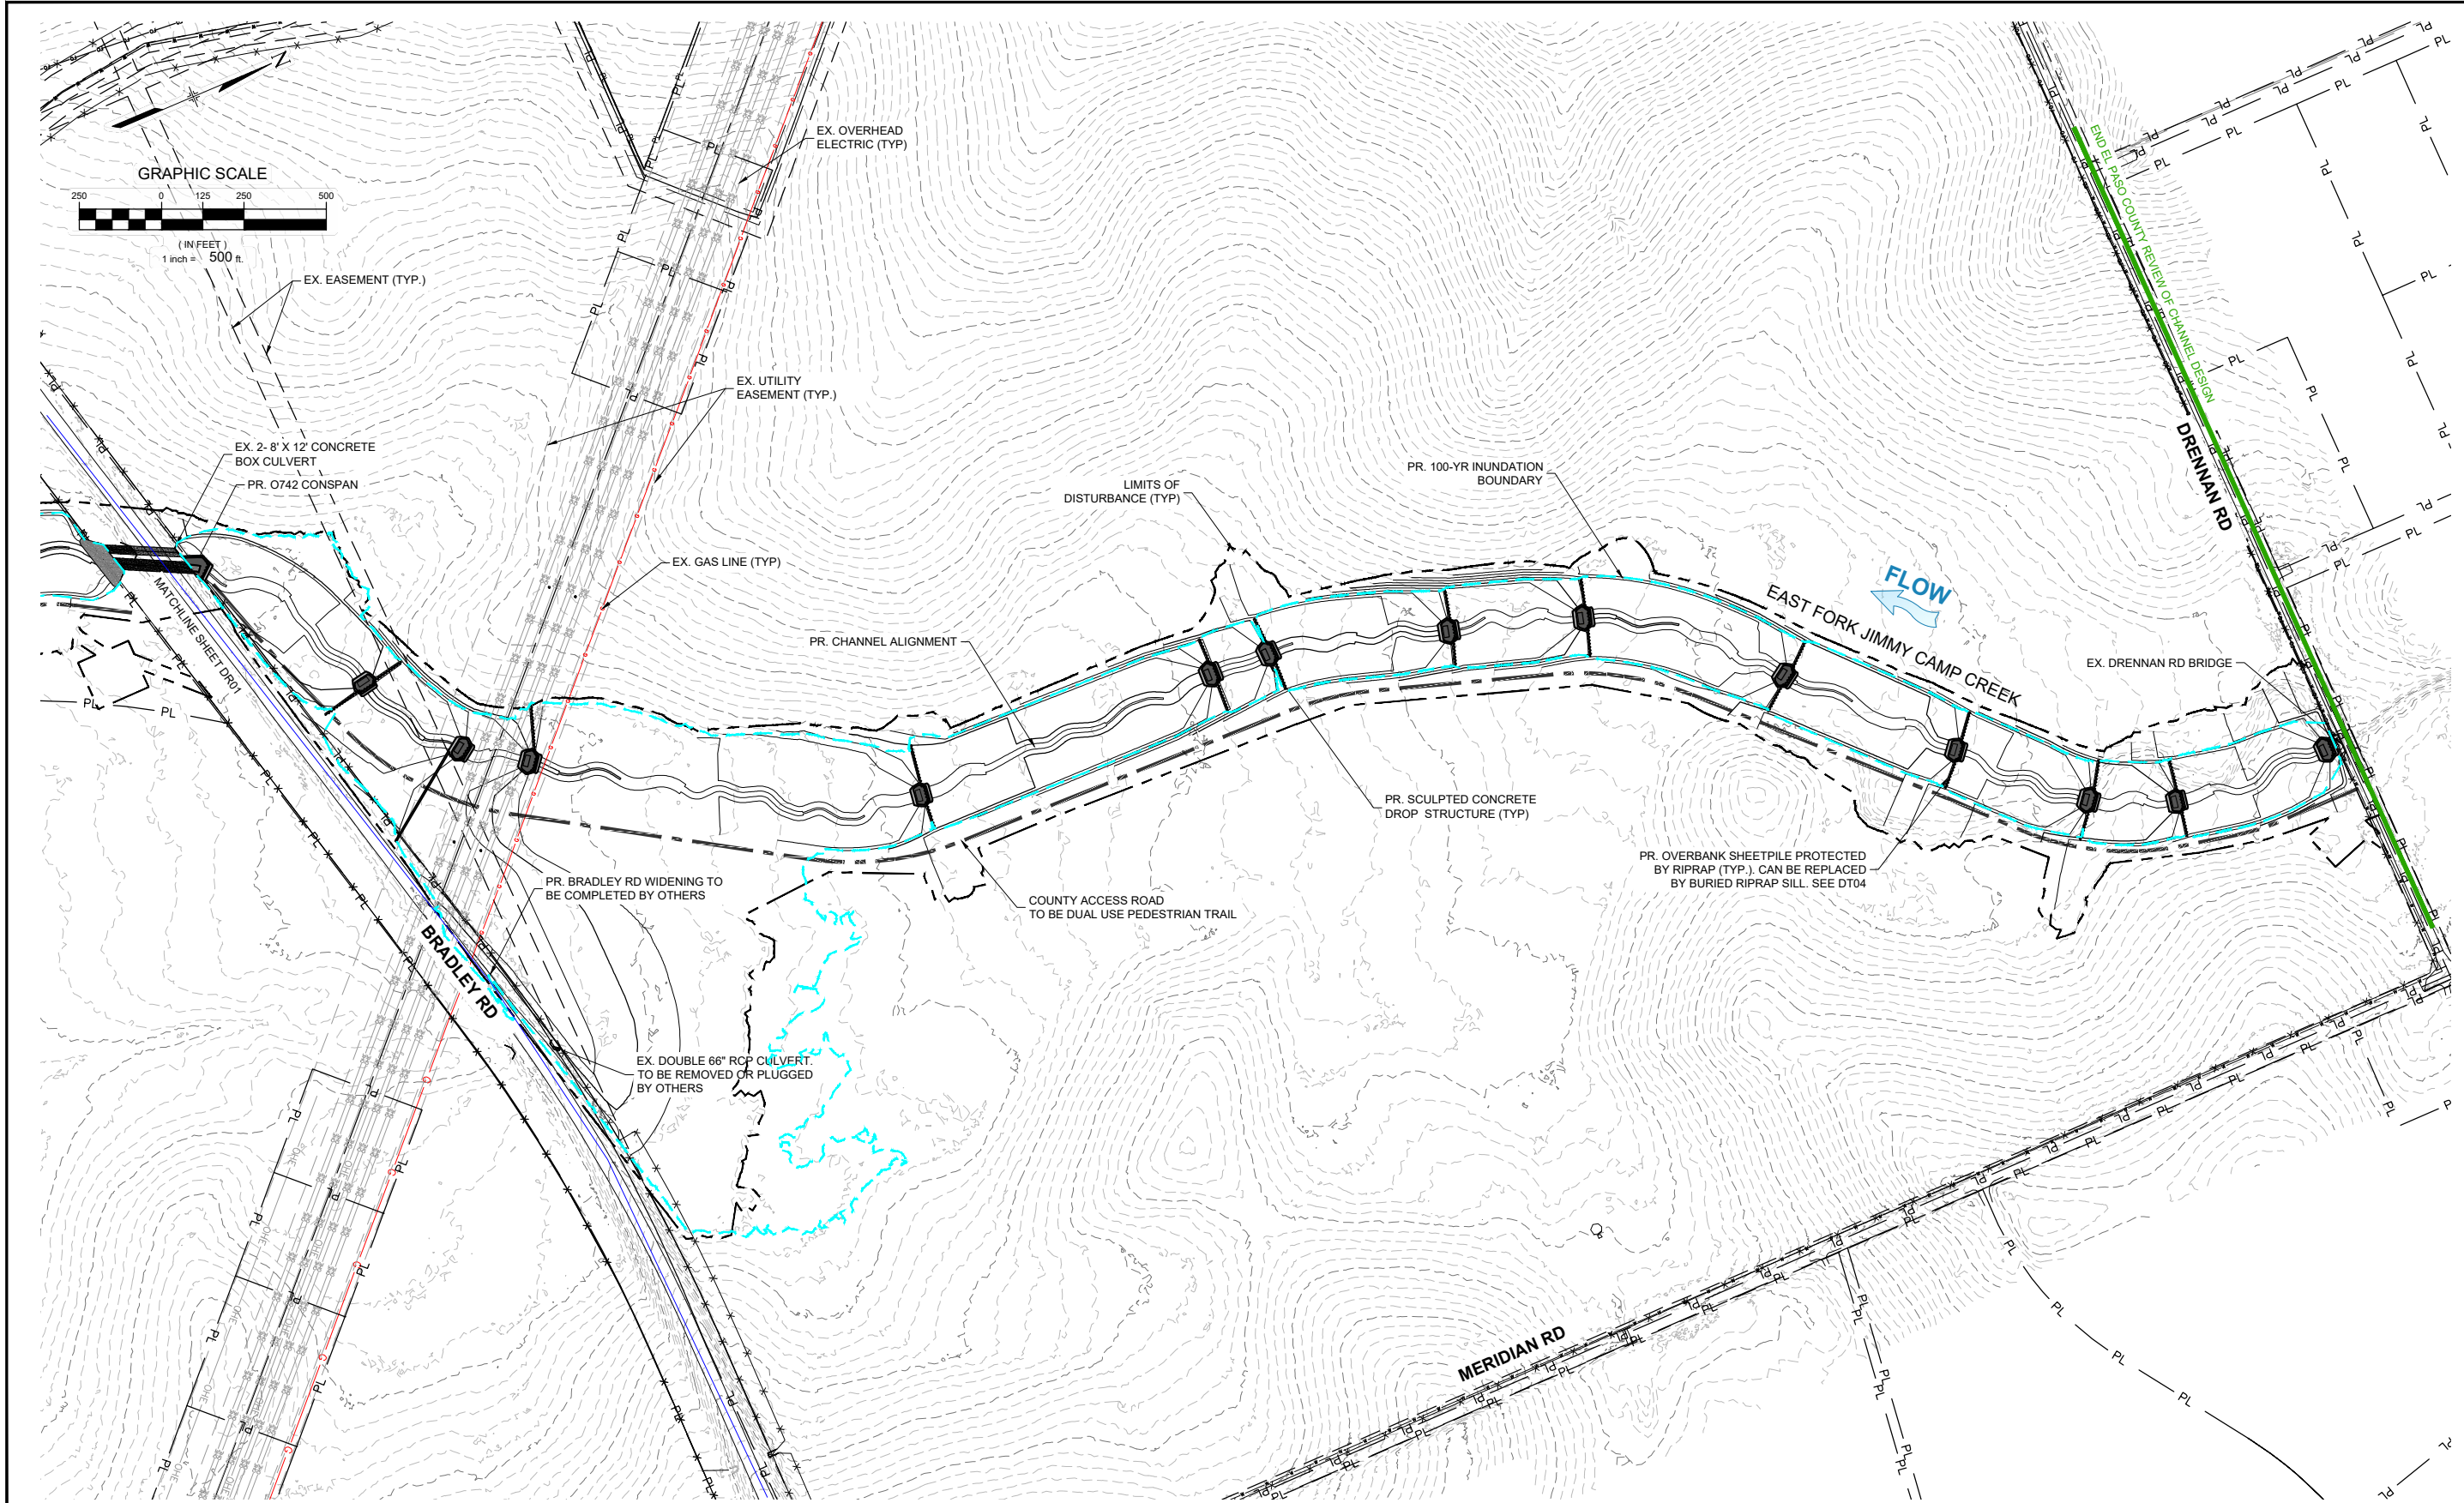 N
GRAPHIC SCALE
250 0 125 250 500
( IN FEET )
1 inch = 500 ft.
EX. EASEMENT (TYP.)
EX. OVERHEAD
ELECTRIC (TYP)
EX. UTILITY
EASEMENT (TYP.)
EX. 2- 8' X 12' CONCRETE
BOX CULVERT
PR. O742 CONSPAN
EX. GAS LINE (TYP)
MATCHLINE SHEET DR01
LIMITS OF
DISTURBANCE (TYP)
PR. 100-YR INUNDATION
BOUNDARY
END EL PASO COUNTY REVIEW OF CHANNEL DESIGN
DRENNAN RD
FLOW
EAST FORK JIMMY CAMP CREEK
EX. DRENNAN RD BRIDGE
PR. CHANNEL ALIGNMENT
PR. SCULPTED CONCRETE
DROP STRUCTURE (TYP)
PR. OVERBANK SHEETPILE PROTECTED
BY RIPRAP (TYP.). CAN BE REPLACED
BY BURIED RIPRAP SILL. SEE DT04
PR. BRADLEY RD WIDENING TO
BE COMPLETED BY OTHERS
COUNTY ACCESS ROAD
TO BE DUAL USE PEDESTRIAN TRAIL
BRADLEY RD
EX. DOUBLE 66" RCP CULVERT.
TO BE REMOVED OR PLUGGED
BY OTHERS
MERIDIAN RD
PL
PL
PL
PL
G
G
OHE
OHE